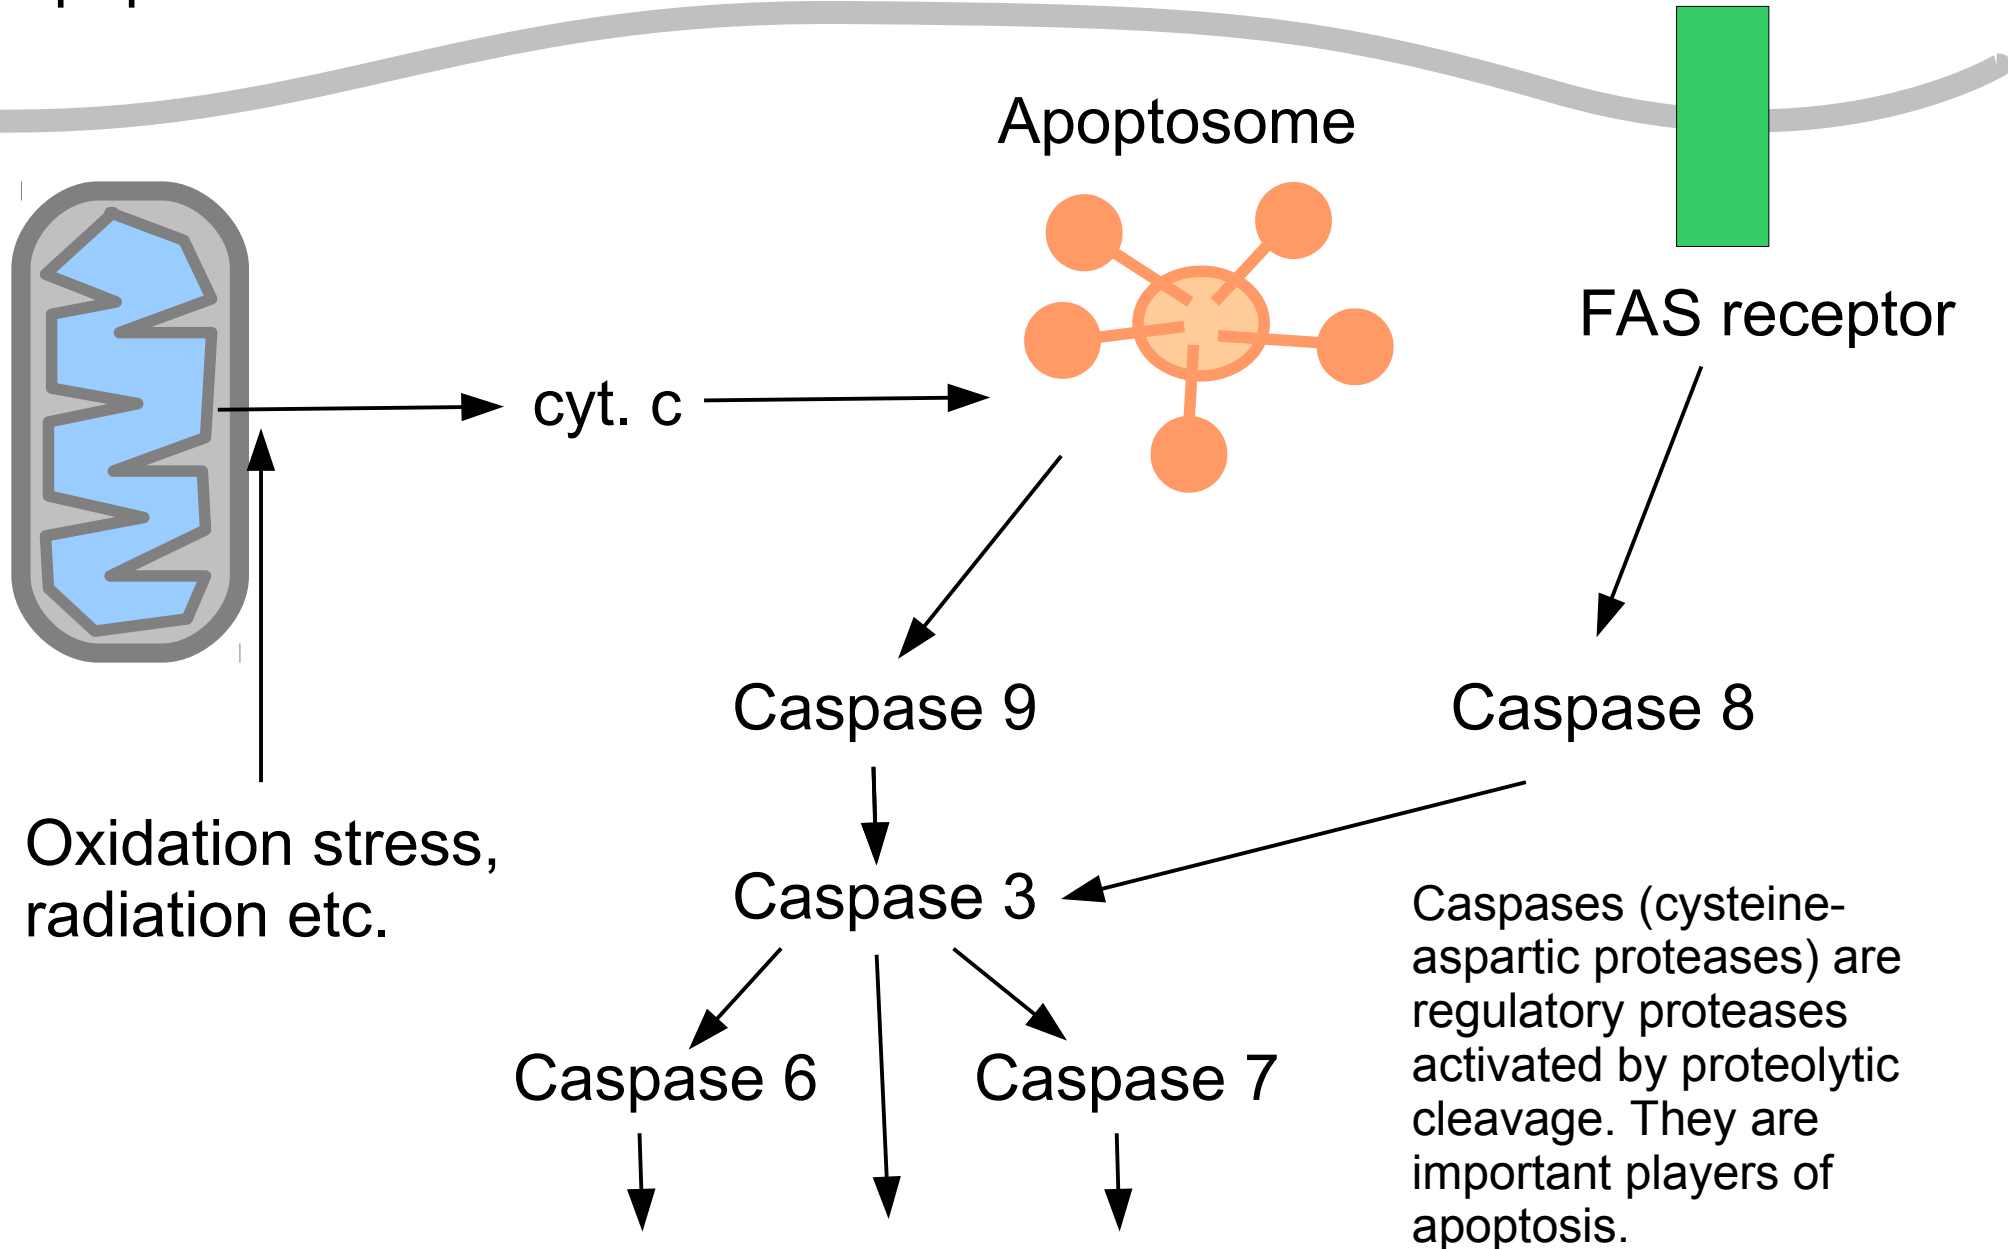 Apoptosome
FAS receptor
cyt. c
Caspase 9
Caspase 8
Oxidation stress,
radiation etc.
Caspase 3
Caspase 6
Caspase 7
Caspases (cysteine-
aspartic proteases) are
regulatory proteases
activated by proteolytic
cleavage. They are
important players of
apoptosis.